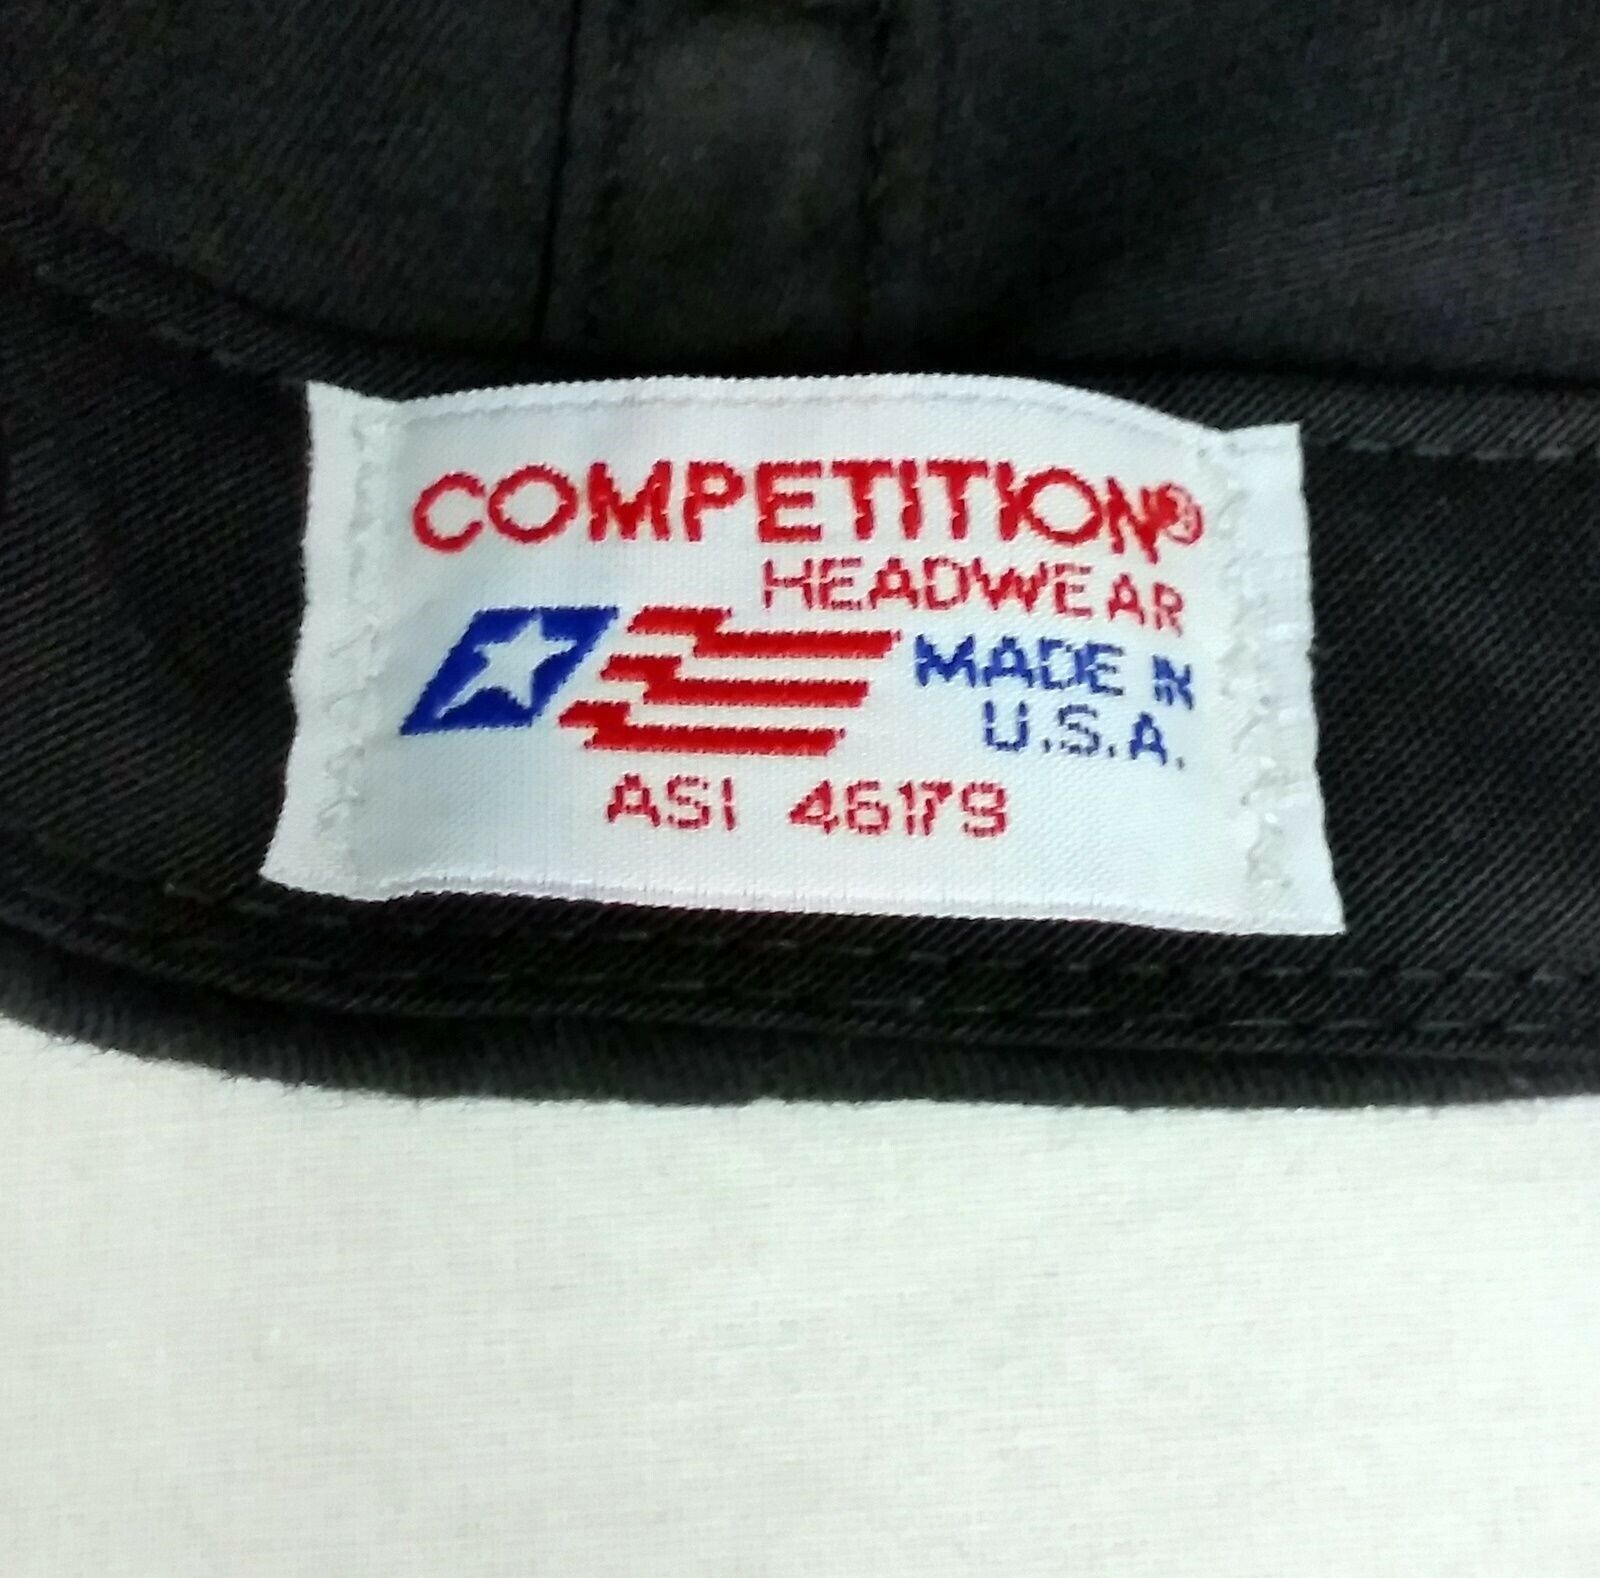 COMPETITION®
HEADWEAR
MADE IN
U.S.A.
ASI 46179